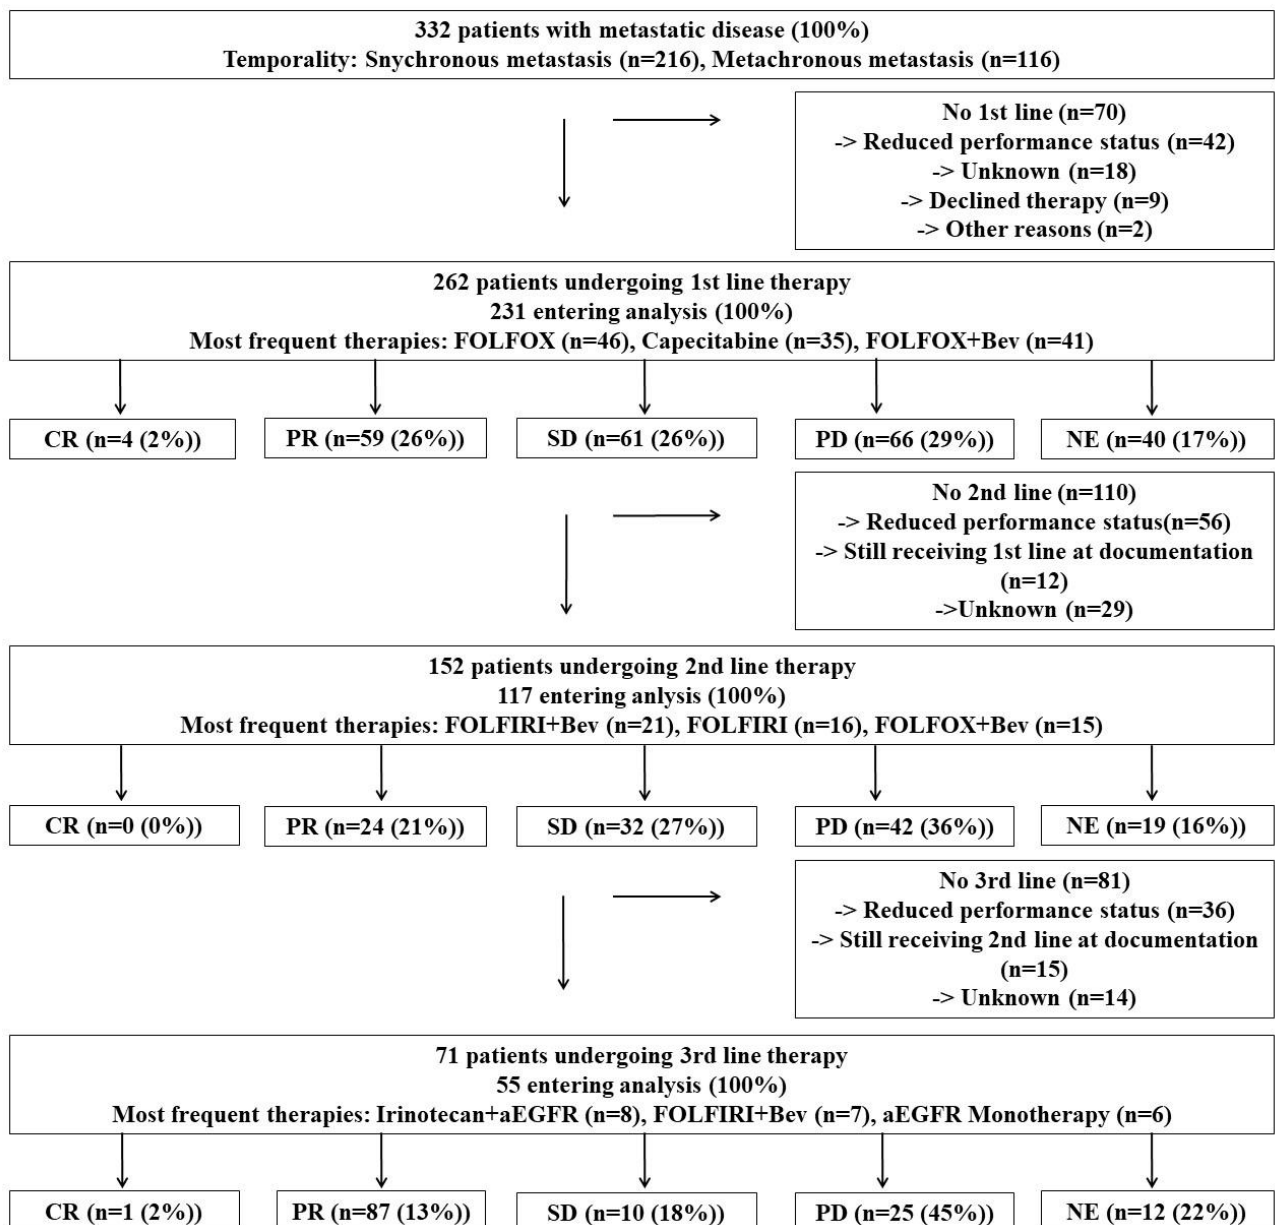 332 patients with metastatic disease (100%)
Temporality: Snychronous metastasis (n=216), Metachronous metastasis (n=116)
No 1st line (n=70)
-> Reduced performance status (n=42)
-> Unknown (n=18)
-> Declined therapy (n=9)
-> Other reasons (n=2)
262 patients undergoing 1st line therapy
231 entering analysis (100%)
Most frequent therapies: FOLFOX (n=46), Capecitabine (n=35), FOLFOX+Bev (n=41)
CR (n=4 (2%))
PR (n=59 (26%))
SD (n=61 (26%))
PD (n=66 (29%))
NE (n=40 (17%))
No 2nd line (n=110)
-> Reduced performance status(n=56)
-> Still receiving 1st line at documentation
(n=12)
->Unknown (n=29)
152 patients undergoing 2nd line therapy
117 entering anlysis (100%)
Most frequent therapies: FOLFIRI+Bev (n=21), FOLFIRI (n=16), FOLFOX+Bev (n=15)
CR (n=0 (0%))
PR (n=24 (21%))
SD (n=32 (27%))
PD (n=42 (36%))
NE (n=19 (16%))
No 3rd line (n=81)
-> Reduced performance status (n=36)
-> Still receiving 2nd line at documentation
(n=15)
-> Unknown (n=14)
71 patients undergoing 3rd line therapy
55 entering analysis (100%)
Most frequent therapies: Irinotecan+aEGFR (n=8), FOLFIRI+Bev (n=7), aEGFR Monotherapy (n=6)
CR (n=1 (2%))
PR (n=87 (13%))
SD (n=10 (18%))
PD (n=25 (45%))
NE (n=12 (22%))